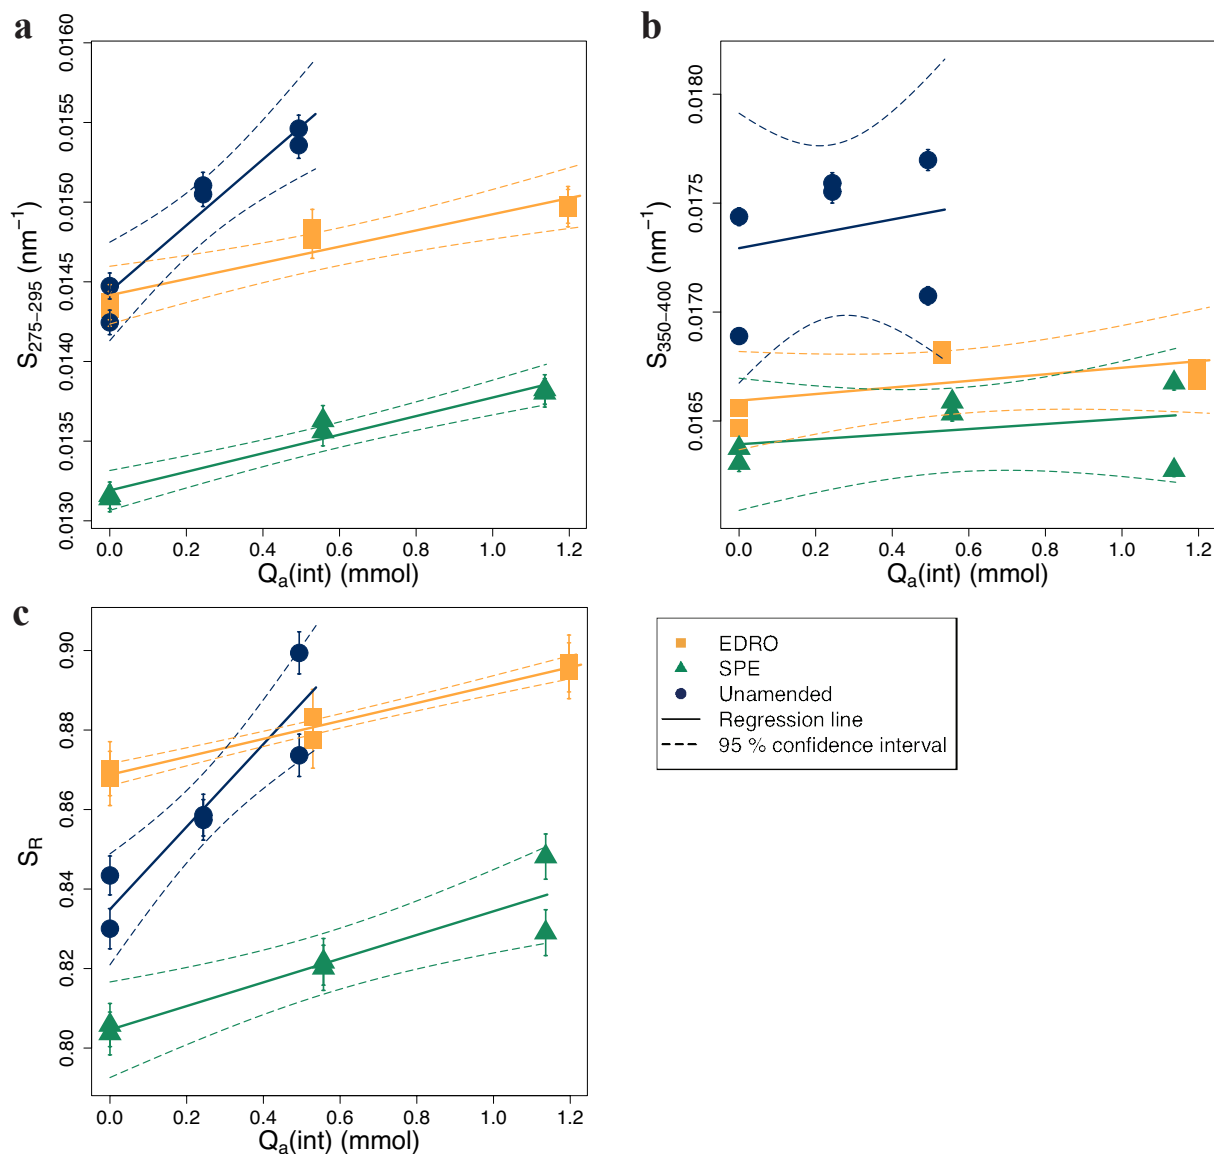 a
0.0130 0.0135 0.0140 0.0145 0.0150 0.0155 0.0160
S275−295 (nm−1)
0.0 0.2 0.4 0.6 0.8 1.0 1.2
Qa(int) (mmol)
b
0.0165 0.0170 0.0175 0.0180
S350−400 (nm−1)
0.0 0.2 0.4 0.6 0.8 1.0 1.2
Qa(int) (mmol)
c
0.80 0.82 0.84 0.86 0.88 0.90
SR
0.0 0.2 0.4 0.6 0.8 1.0 1.2
Qa(int) (mmol)
EDRO
SPE
Unamended
Regression line
95 % confidence interval